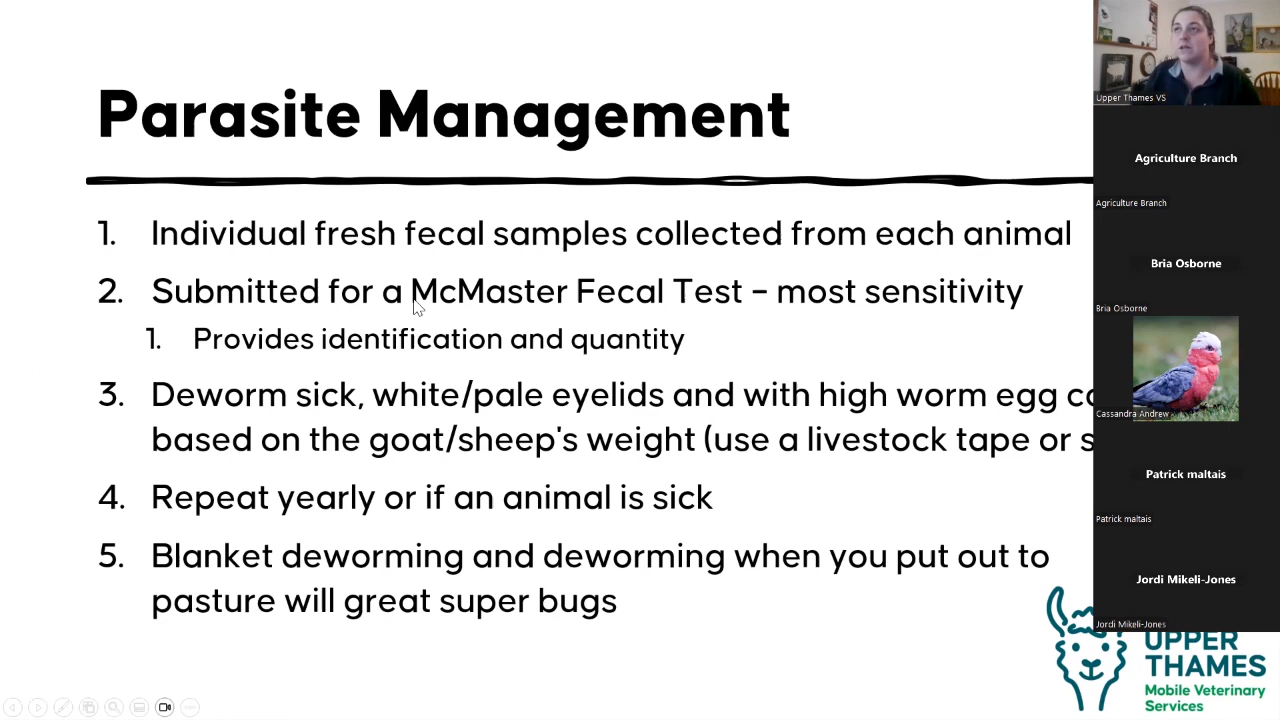 Parasite Management
1. Individual fresh fecal samples collected from each animal
2. Submitted for a McMaster Fecal Test – most sensitivity
1. Provides identification and quantity
3. Deworm sick, white/pale eyelids and with high worm egg
based on the goat/sheep's weight (use a livestock tape or
4. Repeat yearly or if an animal is sick
5. Blanket deworming and deworming when you put out to
pasture will great super bugs
Upper Thames VS
Agriculture Branch
Agriculture Branch
Bria Osborne
Bria Osborne
Cassandra Andrew
Patrick maltais
Patrick maltais
Jordi Mikeli-Jones
Jordi Mikeli-Jones
UPPER
THAMES
Mobile Veterinary
Services